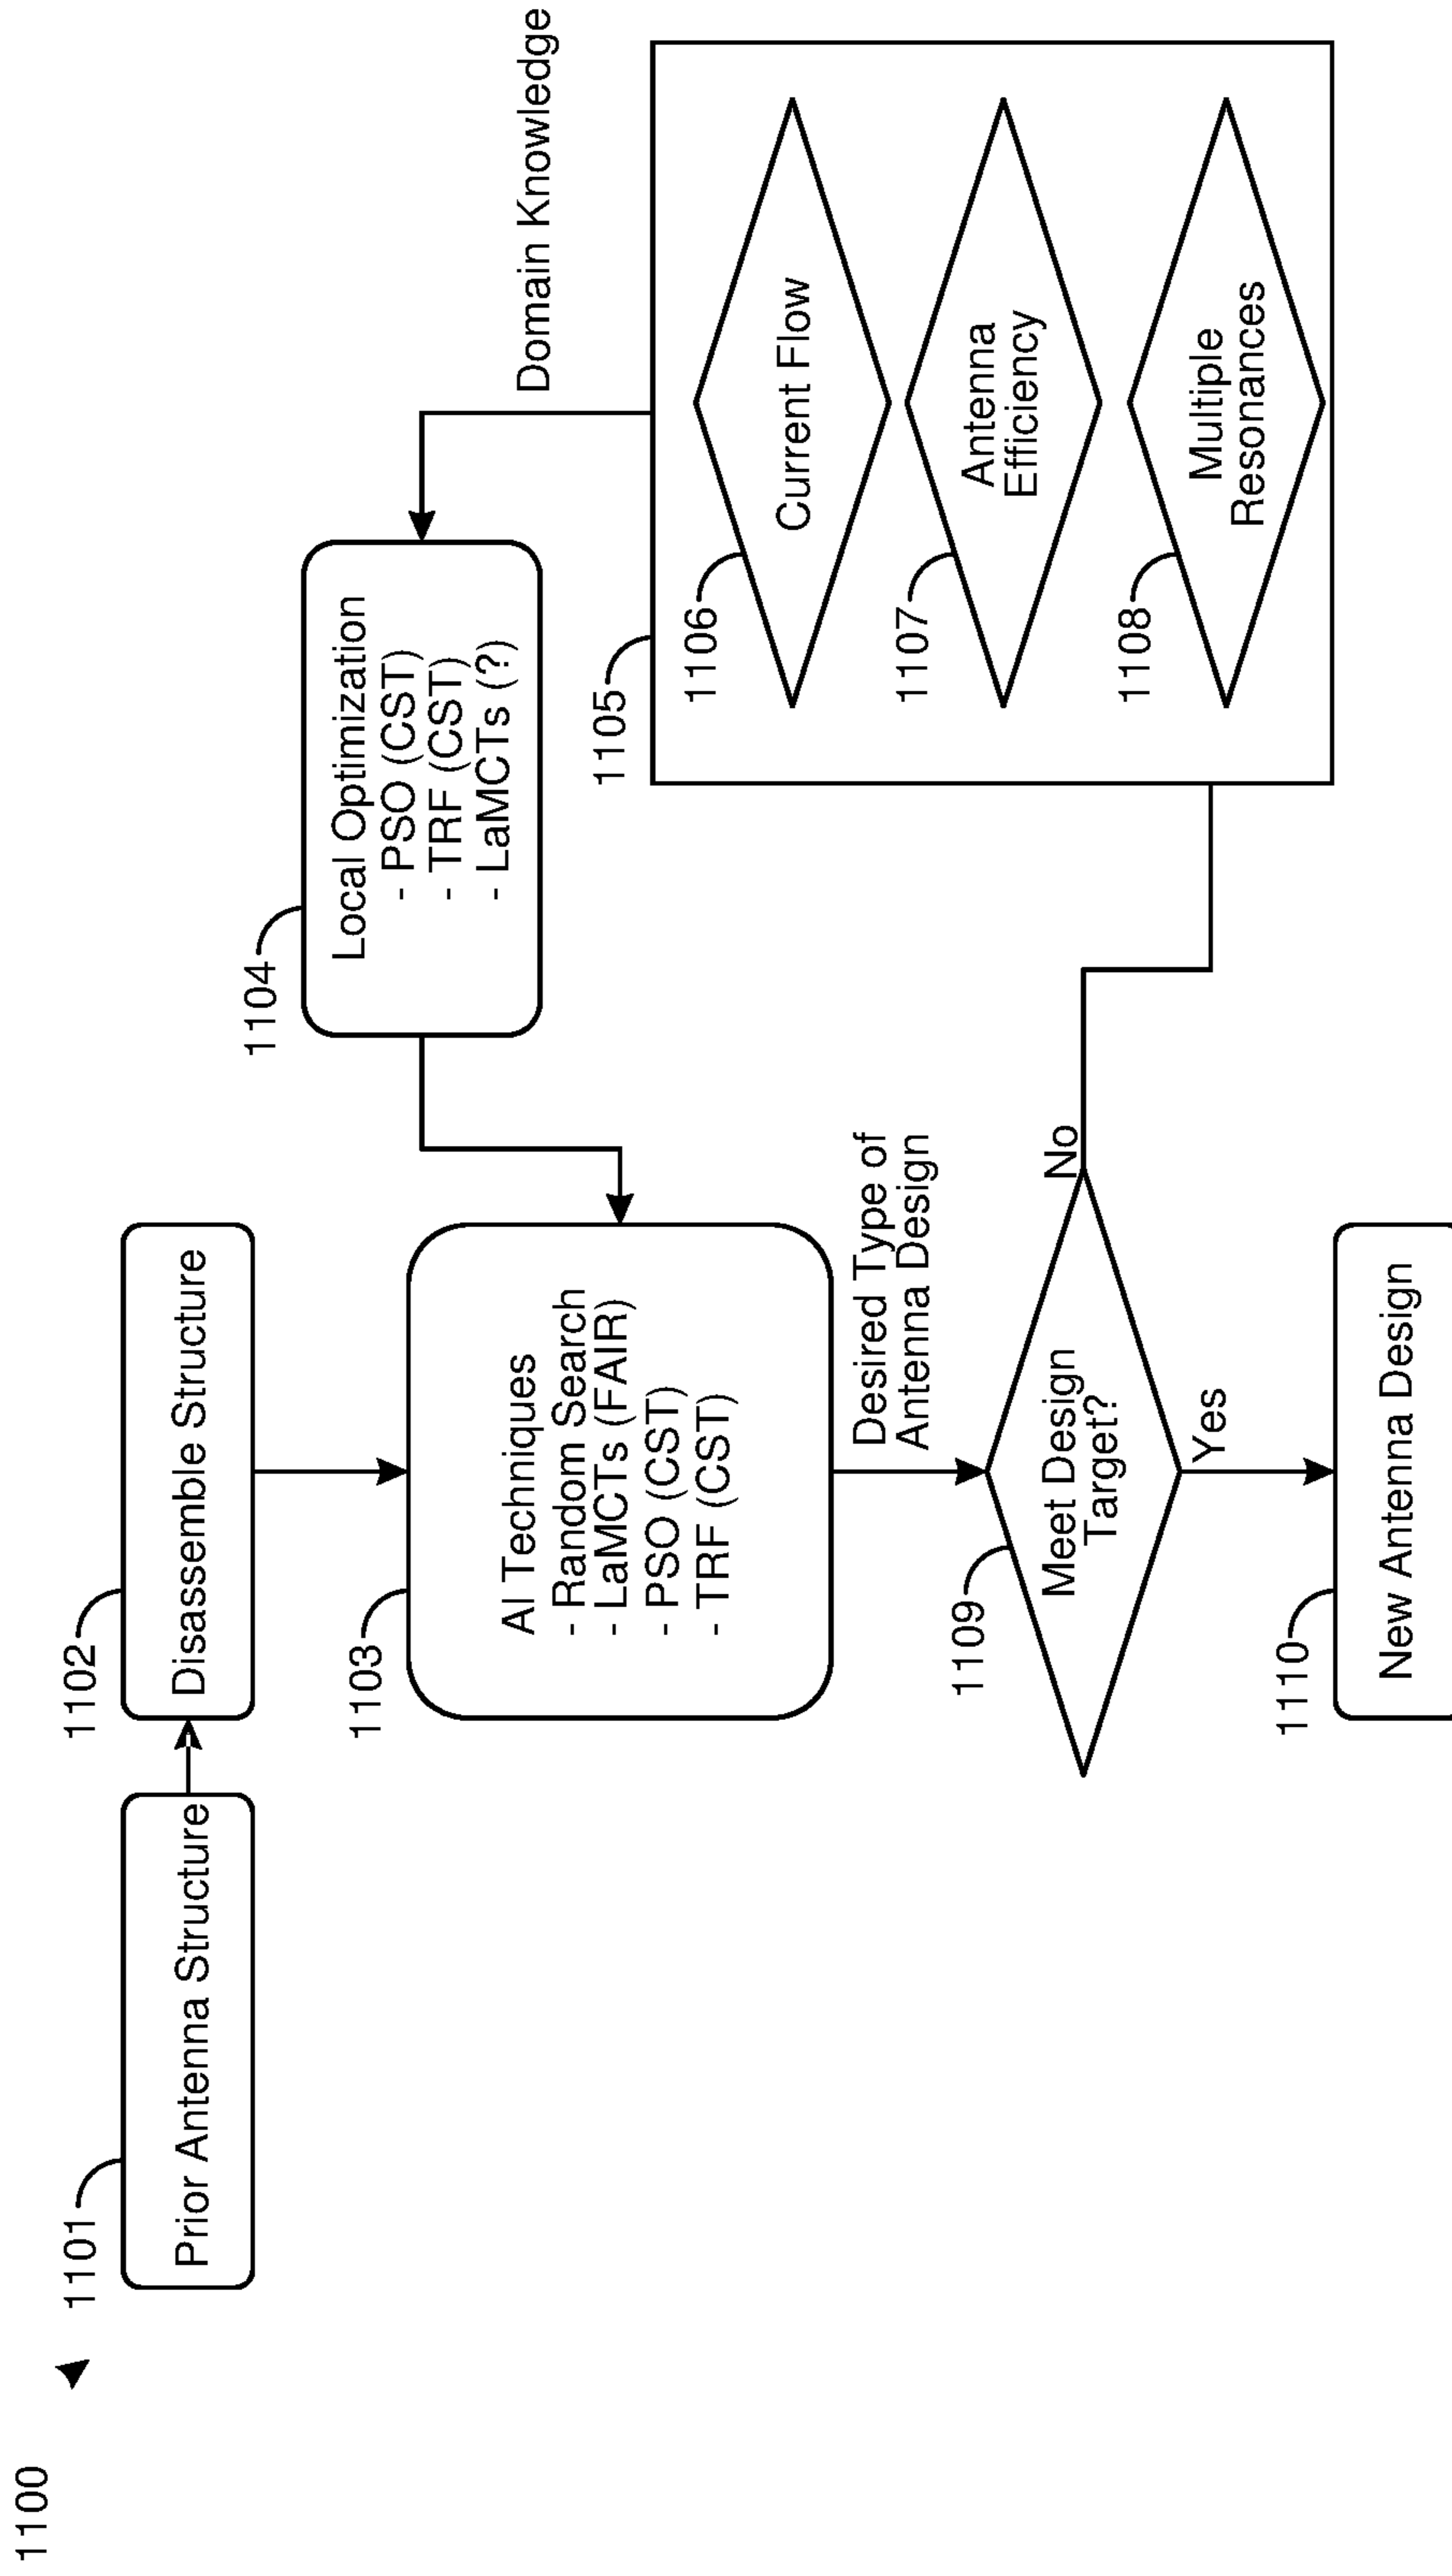 1100
1101
Prior Antenna Structure
1102
Disassemble Structure
1103
AI Techniques
- Random Search
- LaMCTs (FAIR)
- PSO (CST)
- TRF (CST)
1104
Local Optimization
- PSO (CST)
- TRF (CST)
- LaMCTs (?)
Domain Knowledge
1105
1106
Current Flow
1107
Antenna
Efficiency
1108
Multiple
Resonances
Desired Type of
Antenna Design
1109
Meet Design
Target?
No
Yes
1110
New Antenna Design